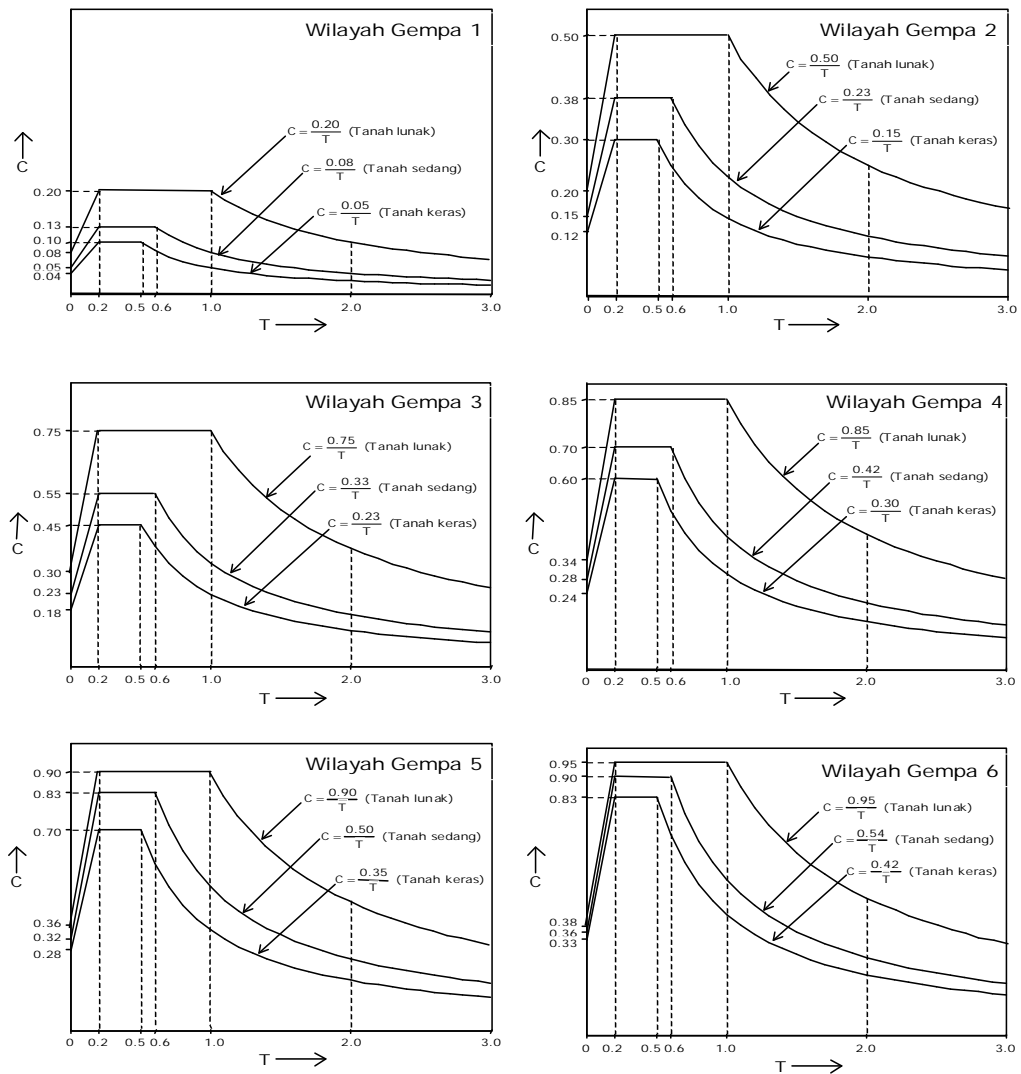 Wilayah Gempa 1
C = 0.20/T (Tanah lunak)
C = 0.08/T (Tanah sedang)
C = 0.05/T (Tanah keras)
C
0.20
0.13
0.10
0.08
0.05
0.04
0 0.2 0.5 0.6 1.0 2.0 3.0
T
Wilayah Gempa 2
C = 0.50/T (Tanah lunak)
C = 0.23/T (Tanah sedang)
C = 0.15/T (Tanah keras)
C
0.50
0.38
0.30
0.20
0.15
0.12
0 0.2 0.5 0.6 1.0 2.0 3.0
T
Wilayah Gempa 3
C = 0.75/T (Tanah lunak)
C = 0.33/T (Tanah sedang)
C = 0.23/T (Tanah keras)
C
0.75
0.55
0.45
0.30
0.23
0.18
0 0.2 0.5 0.6 1.0 2.0 3.0
T
Wilayah Gempa 4
C = 0.85/T (Tanah lunak)
C = 0.42/T (Tanah sedang)
C = 0.30/T (Tanah keras)
C
0.85
0.70
0.60
0.34
0.28
0.24
0 0.2 0.5 0.6 1.0 2.0 3.0
T
Wilayah Gempa 5
C = 0.90/T (Tanah lunak)
C = 0.50/T (Tanah sedang)
C = 0.35/T (Tanah keras)
C
0.90
0.83
0.70
0.36
0.32
0.28
0 0.2 0.5 0.6 1.0 2.0 3.0
T
Wilayah Gempa 6
C = 0.95/T (Tanah lunak)
C = 0.54/T (Tanah sedang)
C = 0.42/T (Tanah keras)
C
0.95
0.90
0.83
0.38
0.36
0.33
0 0.2 0.5 0.6 1.0 2.0 3.0
T